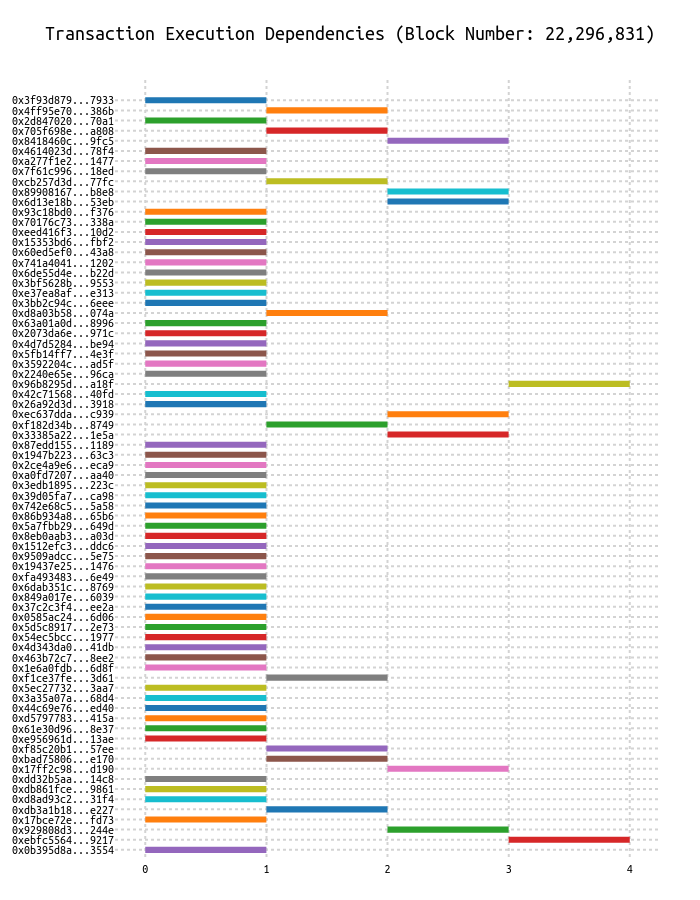 Transaction Execution Dependencies (Block Number: 22,296,831)
0x3f93d879...7933
0x4ff95e70...386b
0x2d847020...70a1
0x705f698e...a808
0x8418460c...9fc5
0x4614023d...78f4
0xa277f1e2...1477
0x7f61c996...18ed
0xcb257d3d...77fc
0x89908167...b8e8
0x6d13e18b...53eb
0x93c18bd0...f376
0x70176c73...338a
0xeed416f3...10d2
0x15353bd6...fbf2
0x60ed5ef0...43a8
0x741a4041...1202
0x6de55d4e...b22d
0x3bf5628b...9553
0xe37ea8af...e313
0x3bb2c94c...6eee
0xd8a03b58...074a
0x63a01a0d...8996
0x2073da6e...971c
0x4d7d5284...be94
0x5fb14ff7...4e3f
0x3592204c...ad5f
0x2240e65e...96ca
0x96b8295d...a18f
0x42c71568...40fd
0x26a92d3d...3918
0xec637dda...c939
0xf182d34b...8749
0x33385a22...1e5a
0x87edd155...1189
0x1947b223...63c3
0x2ce4a9e6...eca9
0xa0fd7207...aa40
0x3edb1895...223c
0x39d05fa7...ca98
0x742e68c5...5a58
0x86b934a8...65b6
0x5a7fbb29...649d
0x8eb0aab3...a03d
0x1512efc3...ddc6
0x9509adcc...5e75
0x19437e25...1476
0xfa493483...6e49
0x6dab351c...8769
0x849a017e...6039
0x37c2c3f4...ee2a
0x0585ac24...6d06
0x5d5c8917...2e73
0x54ec5bcc...1977
0x4d343da0...41db
0x463b72c7...8ee2
0x1e6a0fdb...6d8f
0xf1ce37fe...3d61
0x5ec27732...3aa7
0x3a35a07a...68d4
0x44c69e76...ed40
0xd5797783...415a
0x61e30d96...8e37
0xe956961d...13ae
0xf85c20b1...57ee
0xbad75806...e170
0x17ff2c98...d190
0xdd32b5aa...14c8
0xdb861fce...9861
0xd8ad93c2...31f4
0xdb3a1b18...e227
0x17bce72e...fd73
0x929808d3...244e
0xebfc5564...9217
0x0b395d8a...3554
0 1 2 3 4